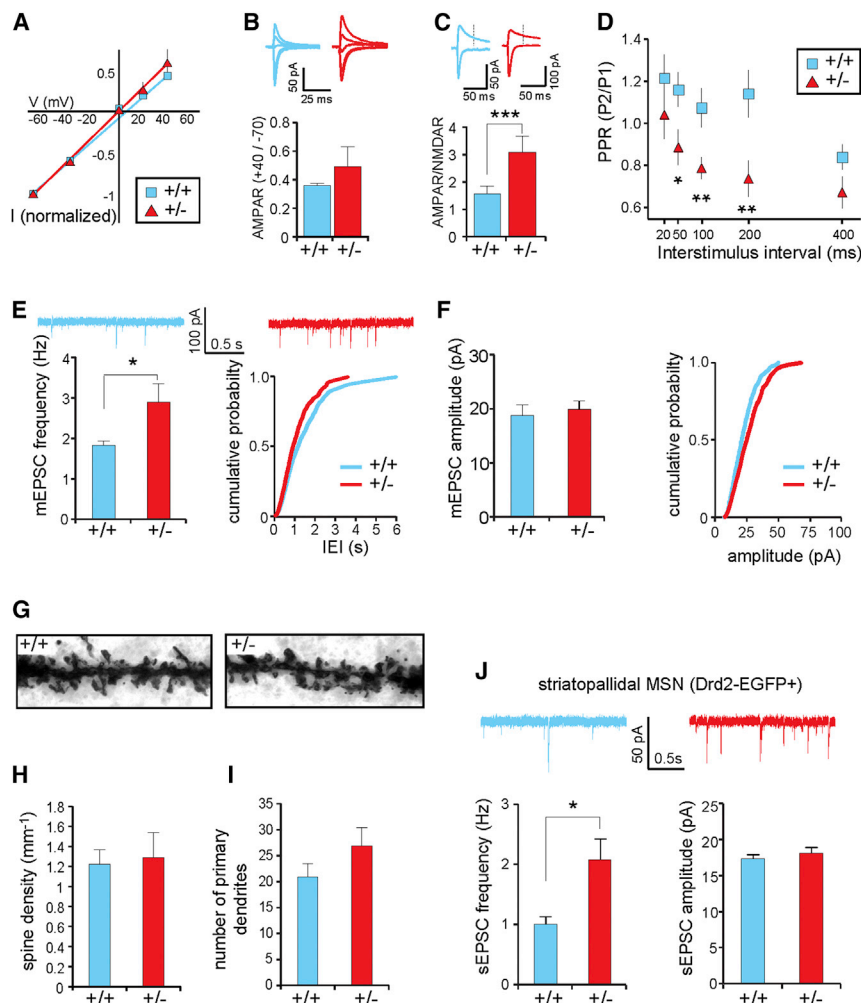 A
V (mV)
-60 -40 -20 20 40 60
0.5
-0.5
-1
I (normalized)
+/+
+/-
B
50 pA
25 ms
AMPAR (+40 / -70)
0.8
0.6
0.4
0.2
0
+/+ +/-
C
50 pA
100 pA
50 ms 50 ms
***
AMPAR/NMDAR
4
3
2
1
0
+/+ +/-
D
PPR (P2/P1)
1.4
1.2
1.0
0.8
0.6
+/+
+/-
*
**
**
20 50 100 200 400
Interstimulus interval (ms)
E
100 pA
0.5 s
mEPSC frequency (Hz)
4
3
2
1
0
*
+/+ +/-
cumulative probabilty
1.0
0.5
0
+/+
+/-
0 1 2 3 4 5 6
IEI (s)
F
mEPSC amplitude (pA)
30
20
10
0
+/+ +/-
cumulative probabilty
1.0
0.5
0
+/+
+/-
0 25 50 75 100
amplitude (pA)
G
+/+
+/-
H
spine density (mm-1)
1.8
1.6
1.4
1.2
1
0.8
0.6
0.4
0.2
0
+/+ +/-
I
number of primary
dendrites
35
30
25
20
15
10
5
0
+/+ +/-
J
striatopallidal MSN (Drd2-EGFP+)
50 pA
0.5s
sEPSC frequency (Hz)
3
2
1
0
*
+/+ +/-
sEPSC amplitude (pA)
25
20
15
10
5
0
+/+ +/-